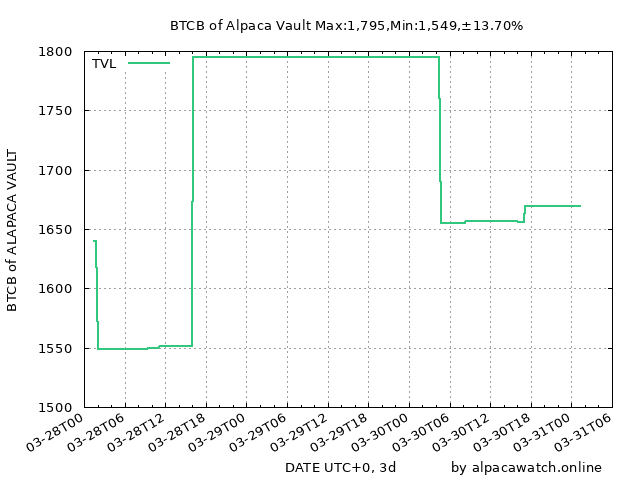 BTCB of Alpaca Vault Max:1,795,Min:1,549,±13.70%
TVL
BTCB of ALAPACA VAULT
1800
1750
1700
1650
1600
1550
1500
03-28T00
03-28T06
03-28T12
03-28T18
03-29T00
03-29T06
03-29T12
03-29T18
03-30T00
03-30T06
03-30T12
03-30T18
03-31T00
03-31T06
DATE UTC+0, 3d
by alpacawatch.online